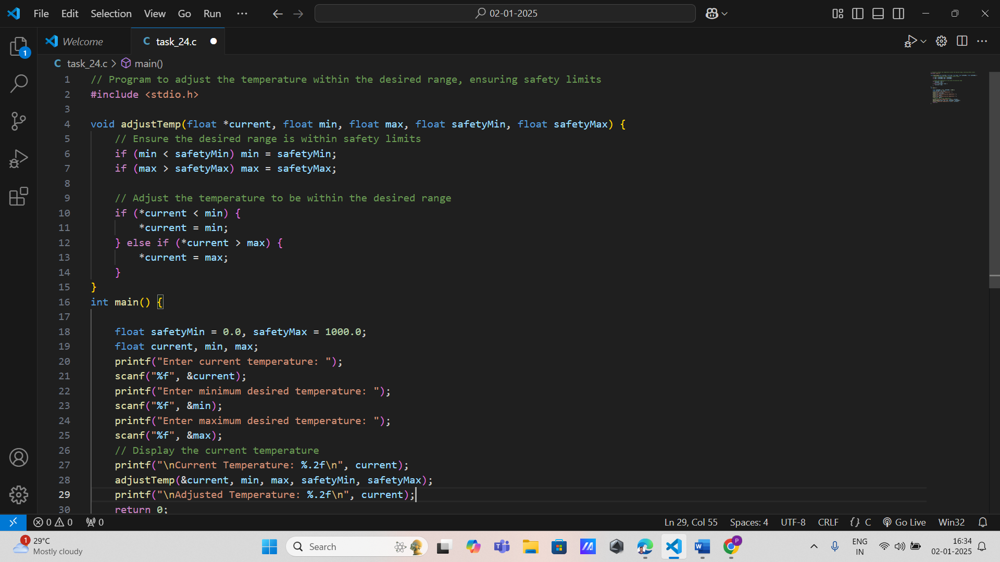 File Edit Selection View Go Run ··· 02-01-2025
Welcome C task_24.c
C task_24.c > main()
1 // Program to adjust the temperature within the desired range, ensuring safety limits
2 #include <stdio.h>
3
4 void adjustTemp(float *current, float min, float max, float safetyMin, float safetyMax) {
5 // Ensure the desired range is within safety limits
6 if (min < safetyMin) min = safetyMin;
7 if (max > safetyMax) max = safetyMax;
8
9 // Adjust the temperature to be within the desired range
10 if (*current < min) {
11 *current = min;
12 } else if (*current > max) {
13 *current = max;
14 }
15 }
16 int main() {
17
18 float safetyMin = 0.0, safetyMax = 1000.0;
19 float current, min, max;
20 printf("Enter current temperature: ");
21 scanf("%f", &current);
22 printf("Enter minimum desired temperature: ");
23 scanf("%f", &min);
24 printf("Enter maximum desired temperature: ");
25 scanf("%f", &max);
26 // Display the current temperature
27 printf("\nCurrent Temperature: %.2f\n", current);
28 adjustTemp(&current, min, max, safetyMin, safetyMax);
29 printf("\nAdjusted Temperature: %.2f\n", current);
30 return 0;
1
0 0 0 Ln 29, Col 55 Spaces: 4 UTF-8 CRLF {} C Go Live Win32
1 29°C
Mostly cloudy
Search
P
ENG
IN
16:34
02-01-2025